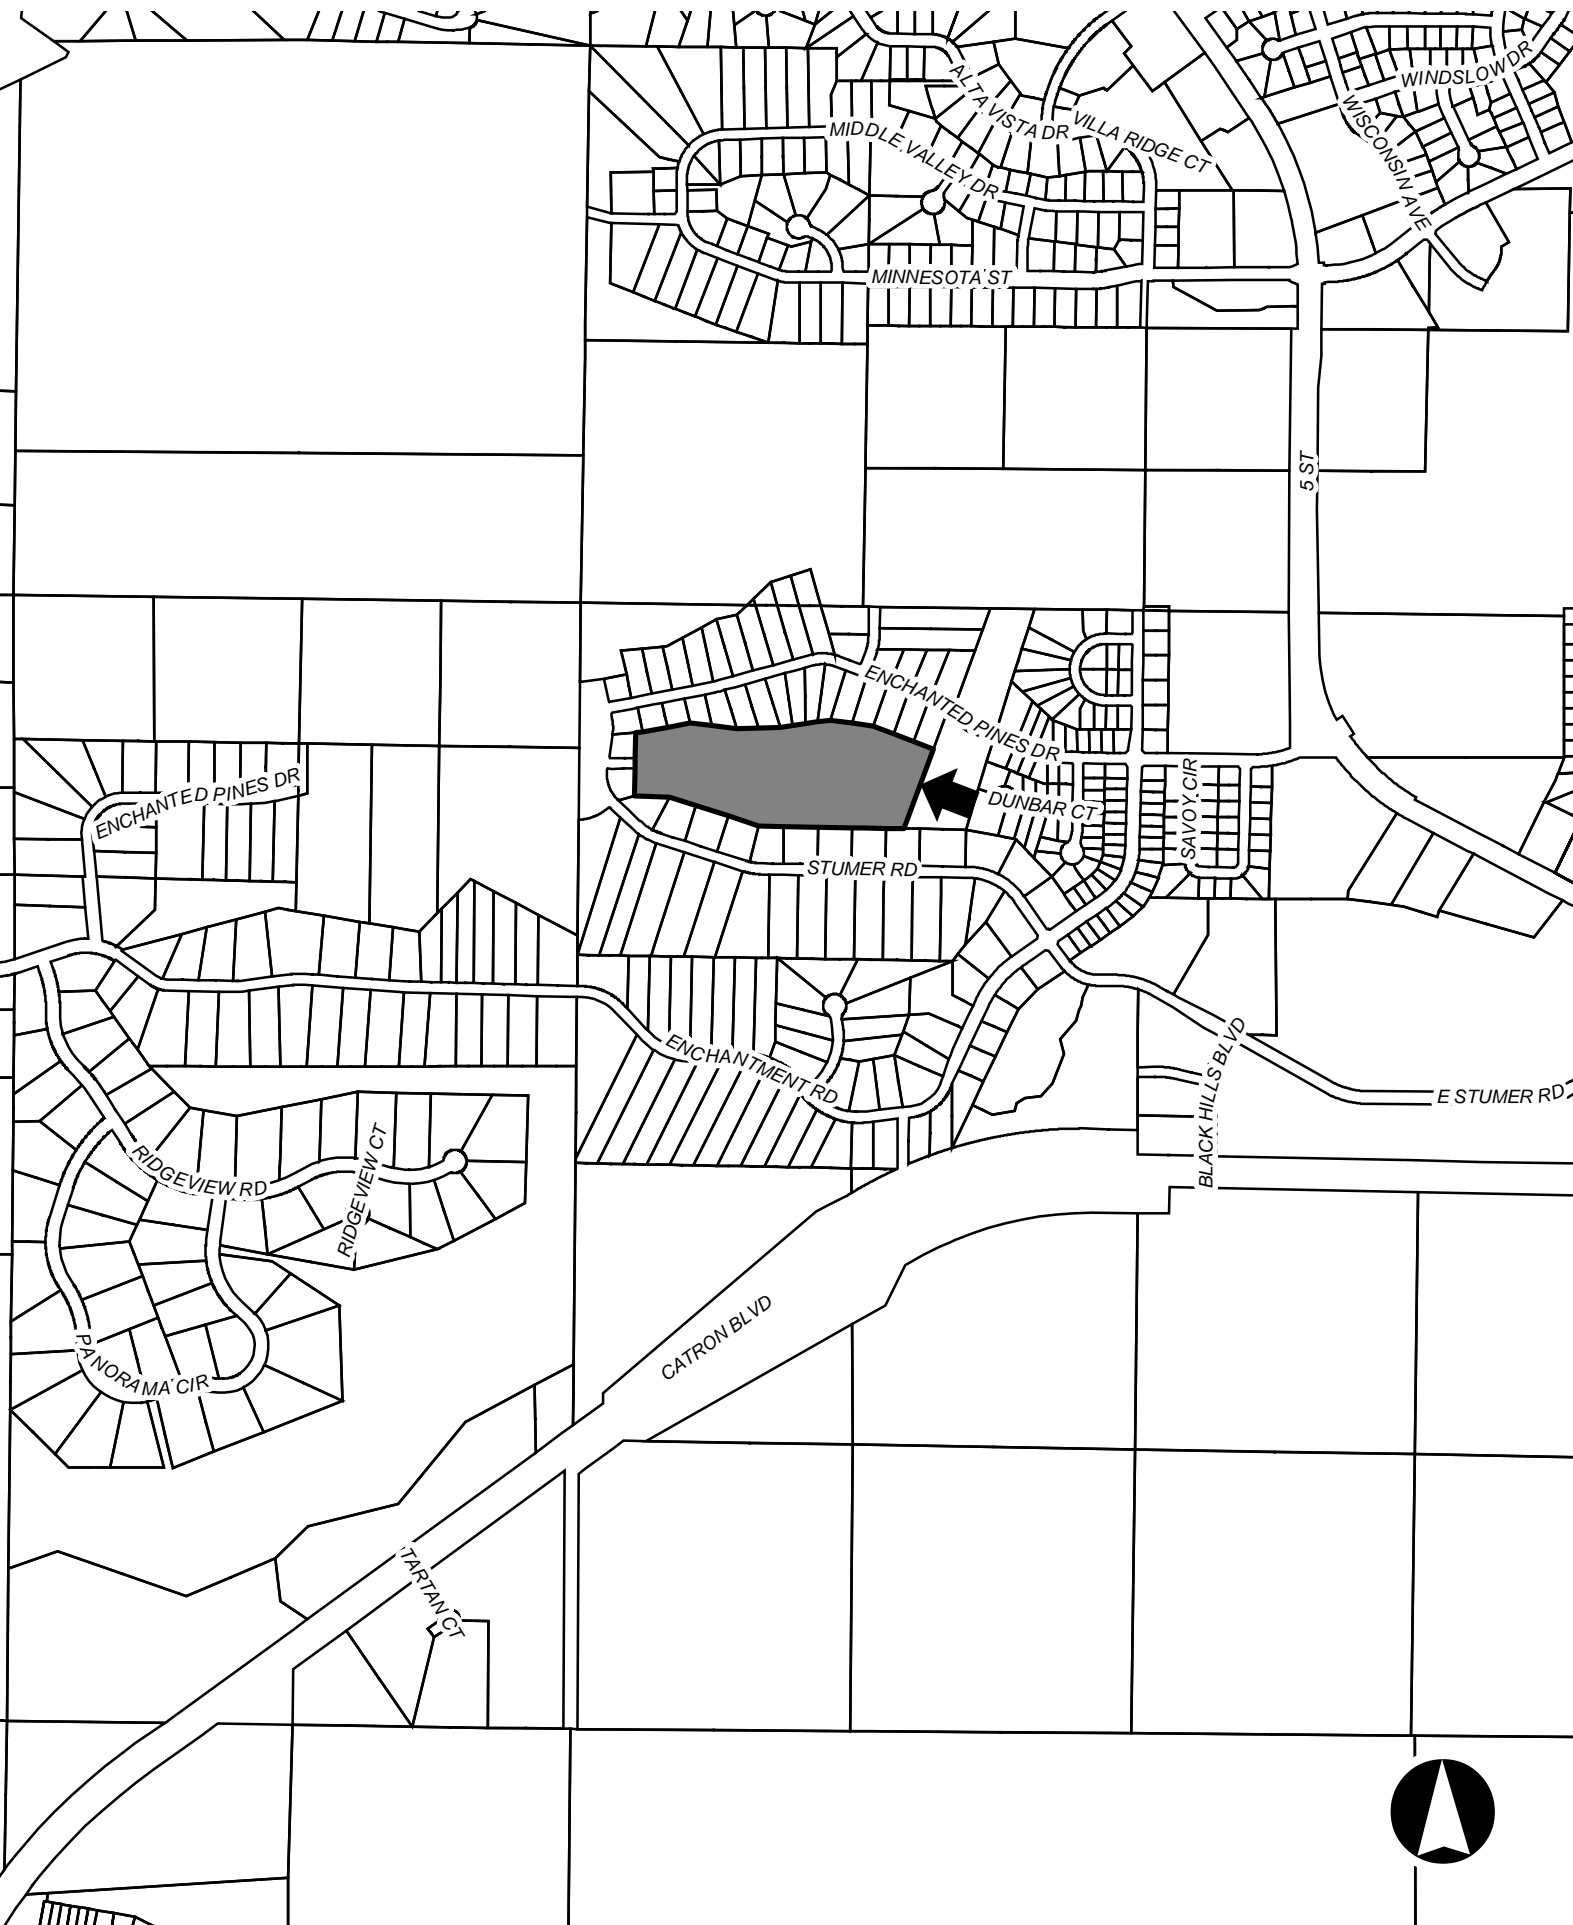 WINDSLOW DR
ALTA VISTA DR
VILLA RIDGE CT
WISCONSIN AVE
MIDDLE VALLEY DR
MINNESOTA ST
5 ST
ENCHANTED PINES DR
ENCHANTED PINES DR
DUNBAR CT
SAVOY CIR
STUMER RD
ENCHANTMENT RD
BLACK HILLS BLVD
E STUMER RD
RIDGEVIEW RD
RIDGEVIEW CT
CATRON BLVD
PANORAMA CIR
TARTAN CT